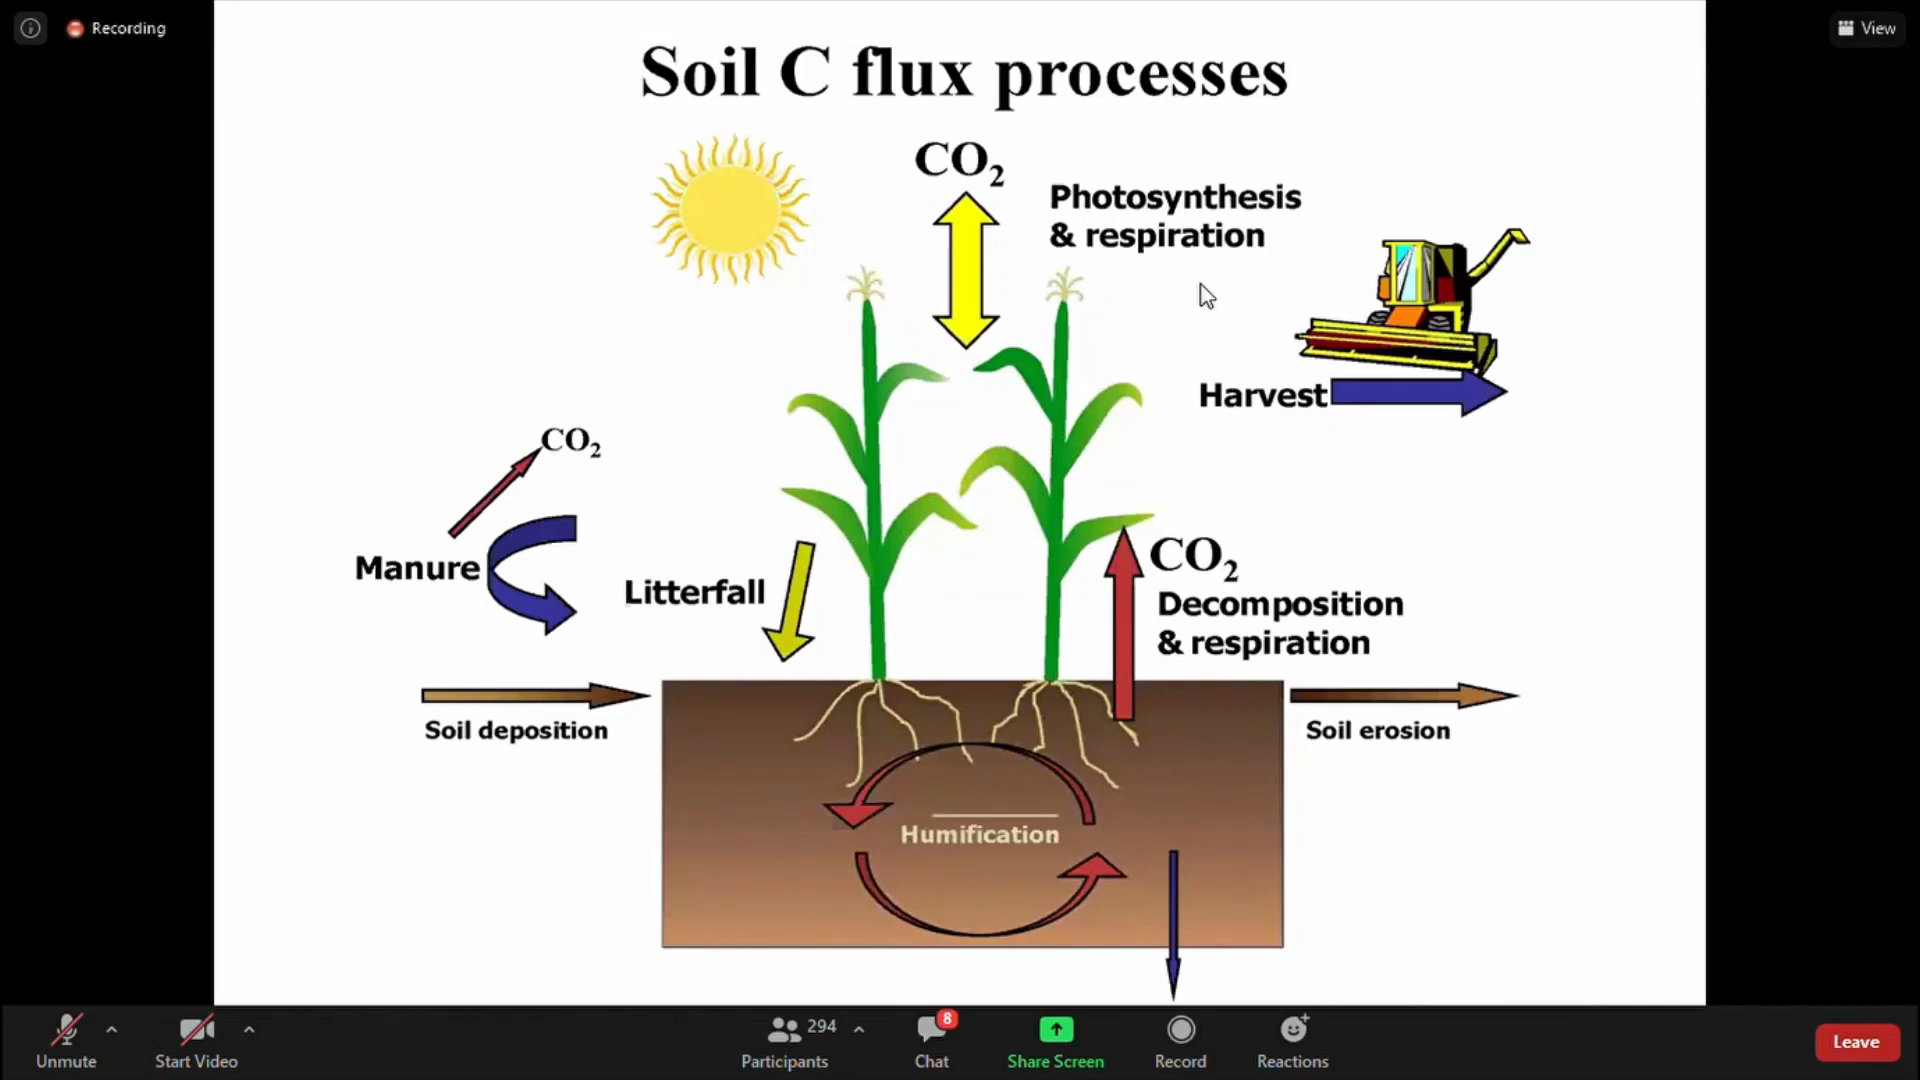 Recording
View
Soil C flux processes
CO₂
Photosynthesis
& respiration
Harvest
CO₂
Manure
Litterfall
CO₂
Decomposition
& respiration
Soil deposition
Soil erosion
Humification
Unmute
Start Video
294
Participants
8
Chat
Share Screen
Record
Reactions
Leave